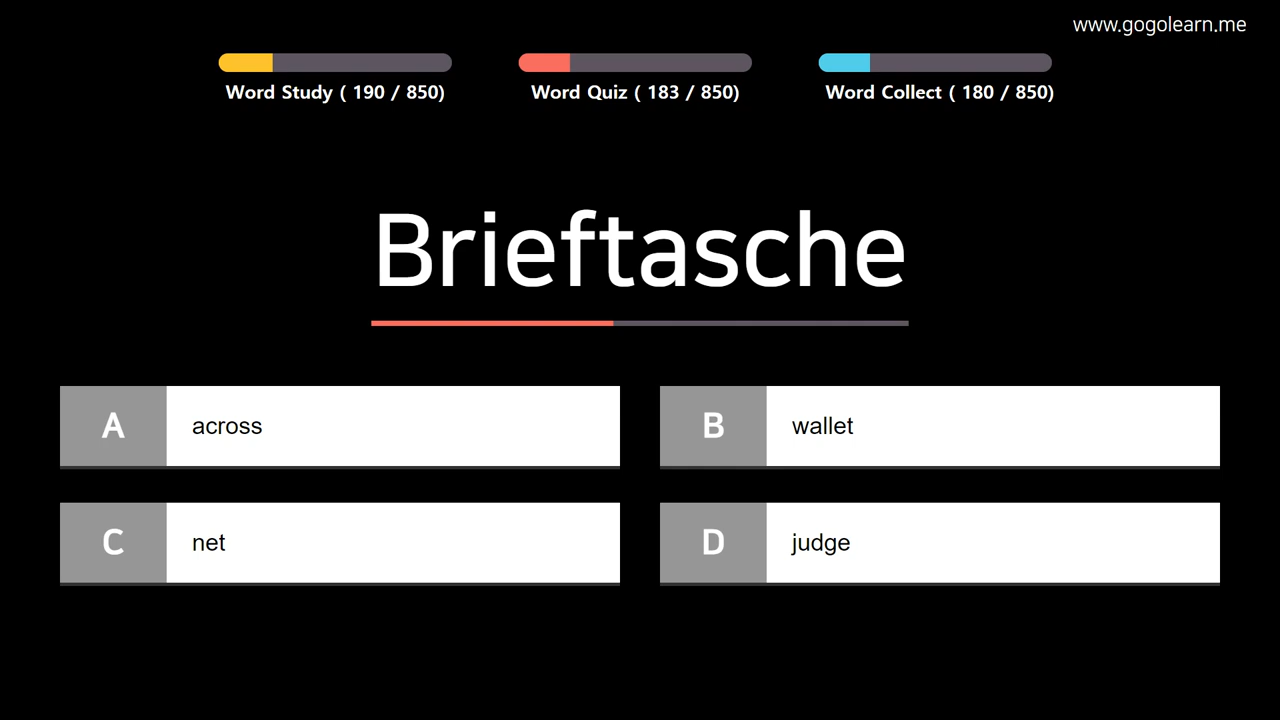 www.gogolearn.me
Word Study ( 190 / 850)
Word Quiz ( 183 / 850)
Word Collect ( 180 / 850)
Brieftasche
A across
B wallet
C net
D judge